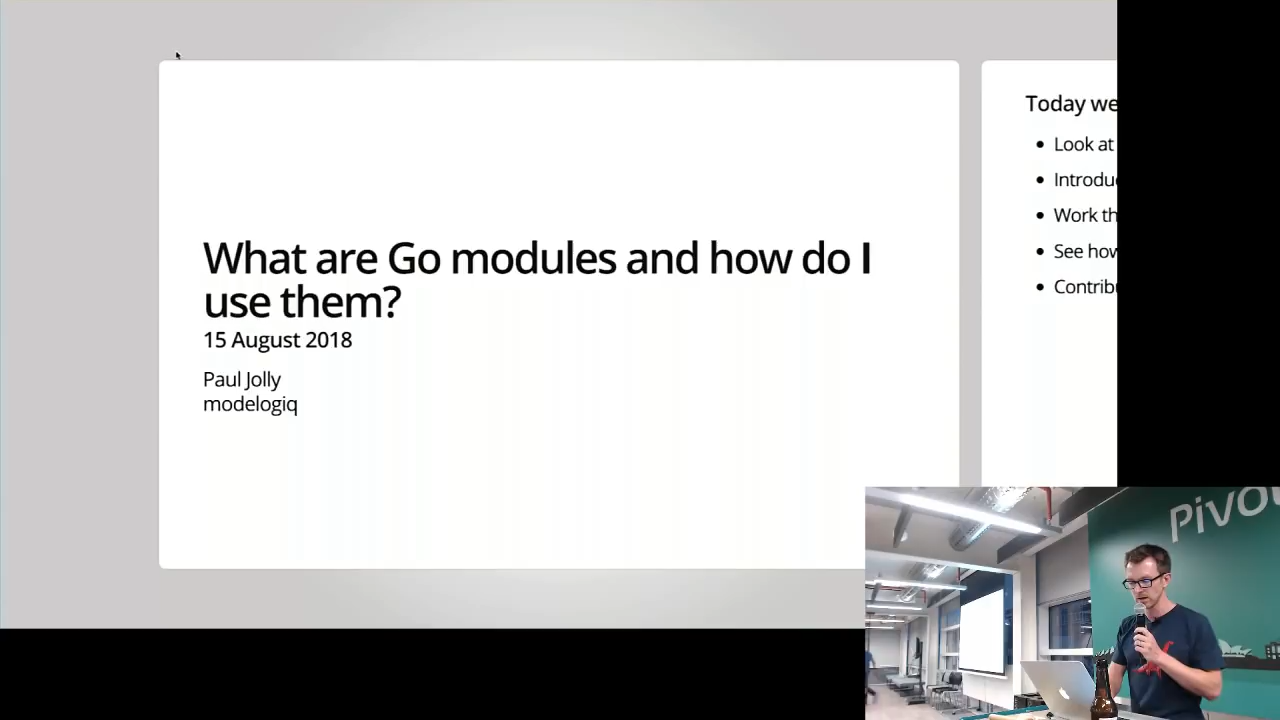 What are Go modules and how do I
use them?
15 August 2018
Paul Jolly
modelogiq
Today we
Look at
Introdu
Work th
See how
Contribu
Pivo